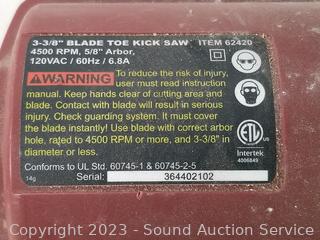 3-3/8" BLADE TOE KICK SAW ITEM 62420
4500 RPM, 5/8" Arbor,
120VAC / 60Hz / 6.8A
WARNING To reduce the risk of injury,
user must read instruction
manual. Keep hands clear of cutting area and
blade. Contact with blade will result in serious
injury. Check guarding system. It must cover
the blade instantly! Use blade with correct arbor
hole, rated to 4500 RPM or more, and 3-3/8" in
diameter or less.
ETL
Intertek
4006849
Conforms to UL Std. 60745-1 & 60745-2-5
14g Serial: 364402102
Copyright 2023 - Sound Auction Service